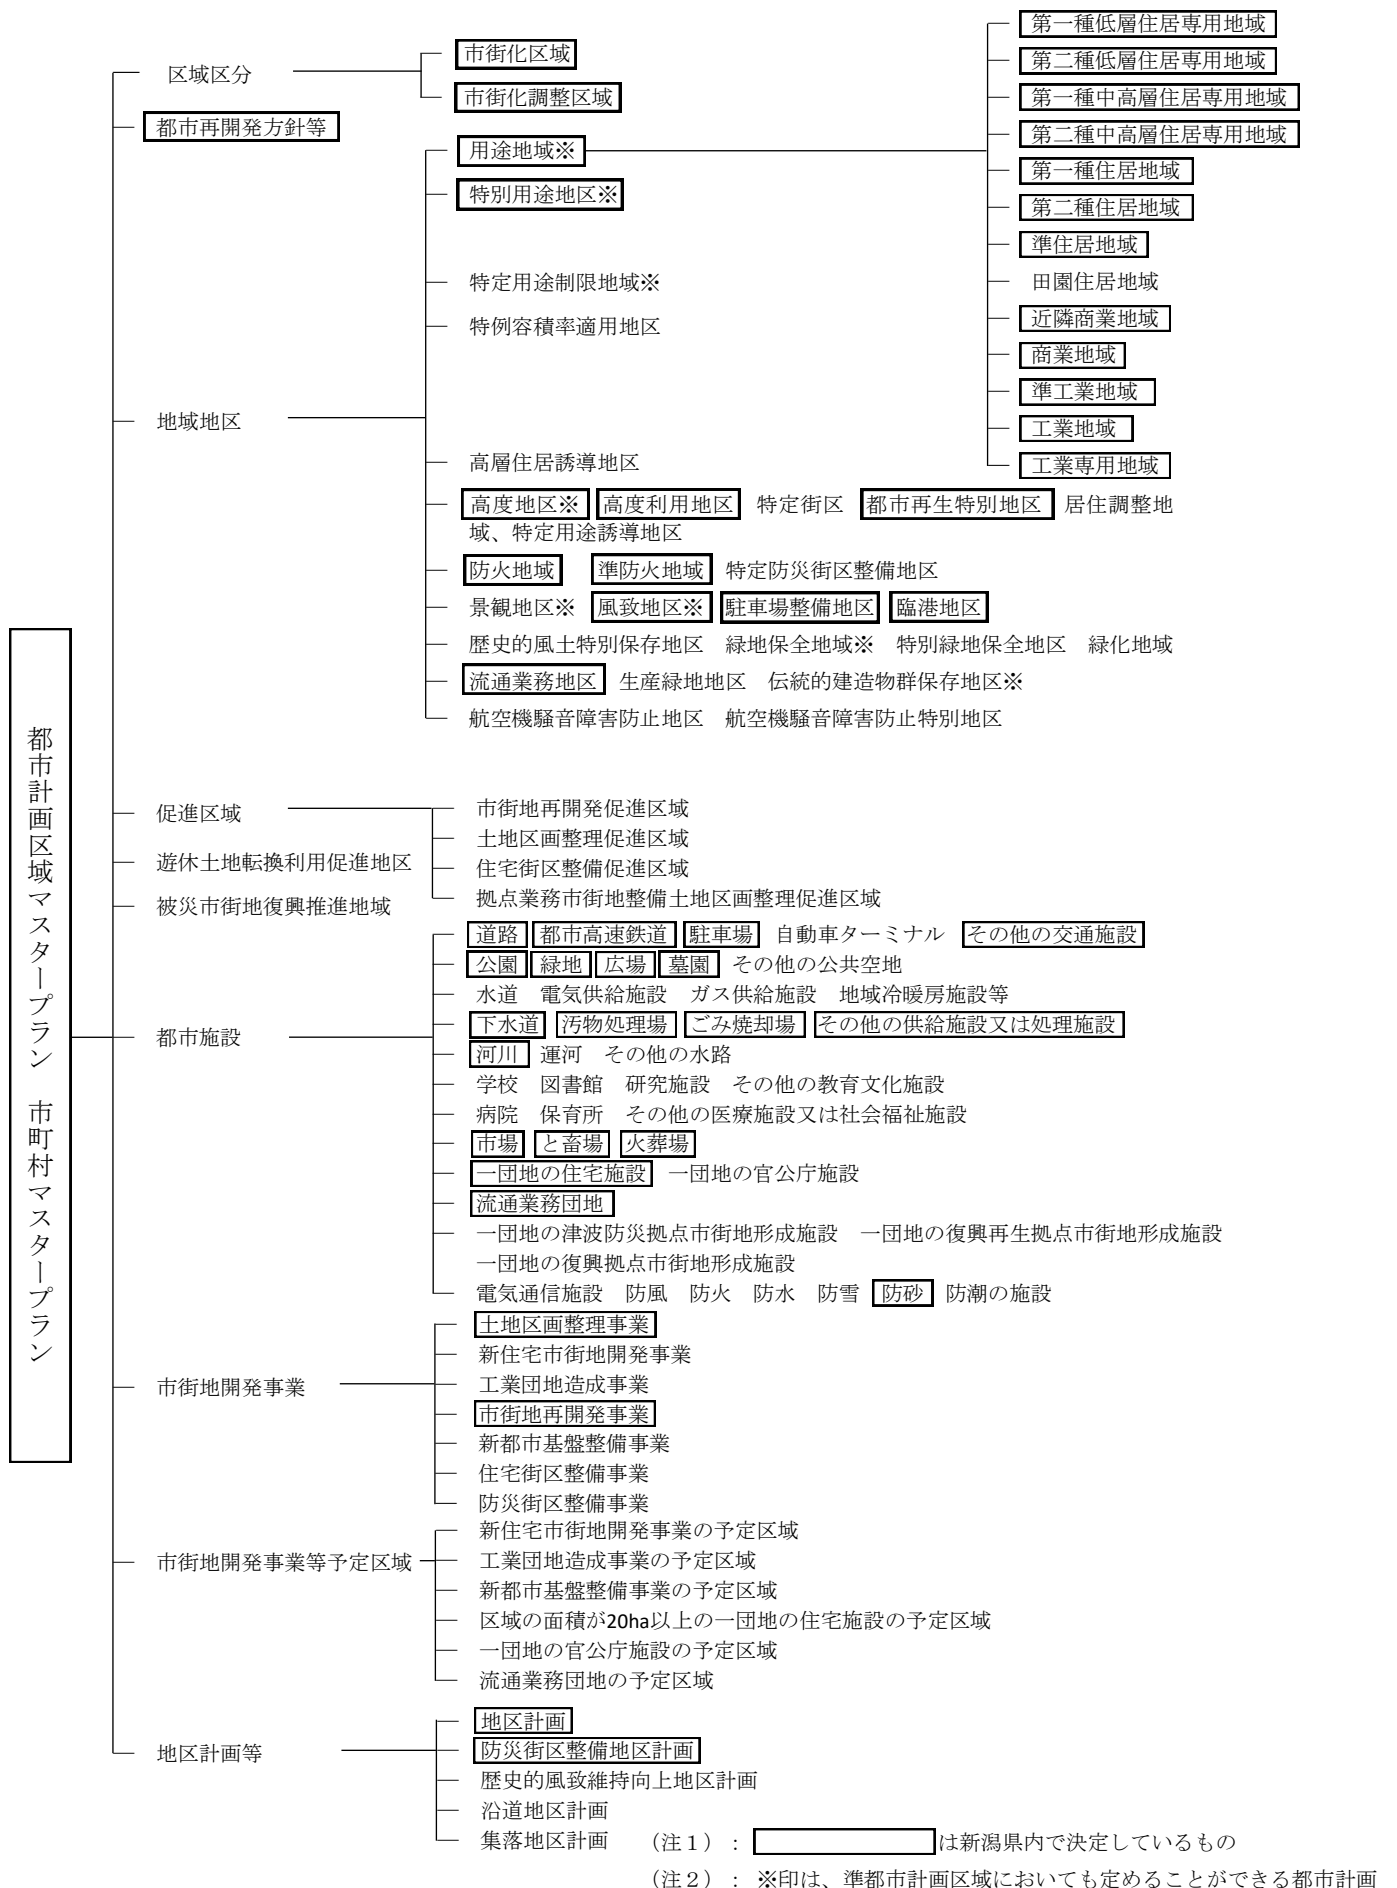 都市計画区域マスタープラン　市町村マスタープラン
区域区分
市街化区域
市街化調整区域
都市再開発方針等
地域地区
用途地域※
第一種低層住居専用地域
第二種低層住居専用地域
第一種中高層住居専用地域
第二種中高層住居専用地域
第一種住居地域
第二種住居地域
準住居地域
田園住居地域
近隣商業地域
商業地域
準工業地域
工業地域
工業専用地域
特別用途地区※
特定用途制限地域※
特例容積率適用地区
高層住居誘導地区
高度地区※　高度利用地区　特定街区　都市再生特別地区　居住調整地
域、特定用途誘導地区
防火地域　準防火地域　特定防災街区整備地区
景観地区※　風致地区※　駐車場整備地区　臨港地区
歴史的風土特別保存地区　緑地保全地域※　特別緑地保全地区　緑化地域
流通業務地区　生産緑地地区　伝統的建造物群保存地区※
航空機騒音障害防止地区　航空機騒音障害防止特別地区
促進区域
市街地再開発促進区域
土地区画整理促進区域
住宅街区整備促進区域
拠点業務市街地整備土地区画整理促進区域
遊休土地転換利用促進地区
被災市街地復興推進地域
都市施設
道路　都市高速鉄道　駐車場　自動車ターミナル　その他の交通施設
公園　緑地　広場　墓園　その他の公共空地
水道　電気供給施設　ガス供給施設　地域冷暖房施設等
下水道　汚物処理場　ごみ焼却場　その他の供給施設又は処理施設
河川　運河　その他の水路
学校　図書館　研究施設　その他の教育文化施設
病院　保育所　その他の医療施設又は社会福祉施設
市場　と畜場　火葬場
一団地の住宅施設　一団地の官公庁施設
流通業務団地
一団地の津波防災拠点市街地形成施設　一団地の復興再生拠点市街地形成施設
一団地の復興拠点市街地形成施設
電気通信施設　防風　防火　防水　防雪　防砂　防潮の施設
市街地開発事業
土地区画整理事業
新住宅市街地開発事業
工業団地造成事業
市街地再開発事業
新都市基盤整備事業
住宅街区整備事業
防災街区整備事業
市街地開発事業等予定区域
新住宅市街地開発事業の予定区域
工業団地造成事業の予定区域
新都市基盤整備事業の予定区域
区域の面積が20ha以上の一団地の住宅施設の予定区域
一団地の官公庁施設の予定区域
流通業務団地の予定区域
地区計画等
地区計画
防災街区整備地区計画
歴史的風致維持向上地区計画
沿道地区計画
集落地区計画
（注１）：　は新潟県内で決定しているもの
（注２）：　※印は、準都市計画区域においても定めることができる都市計画